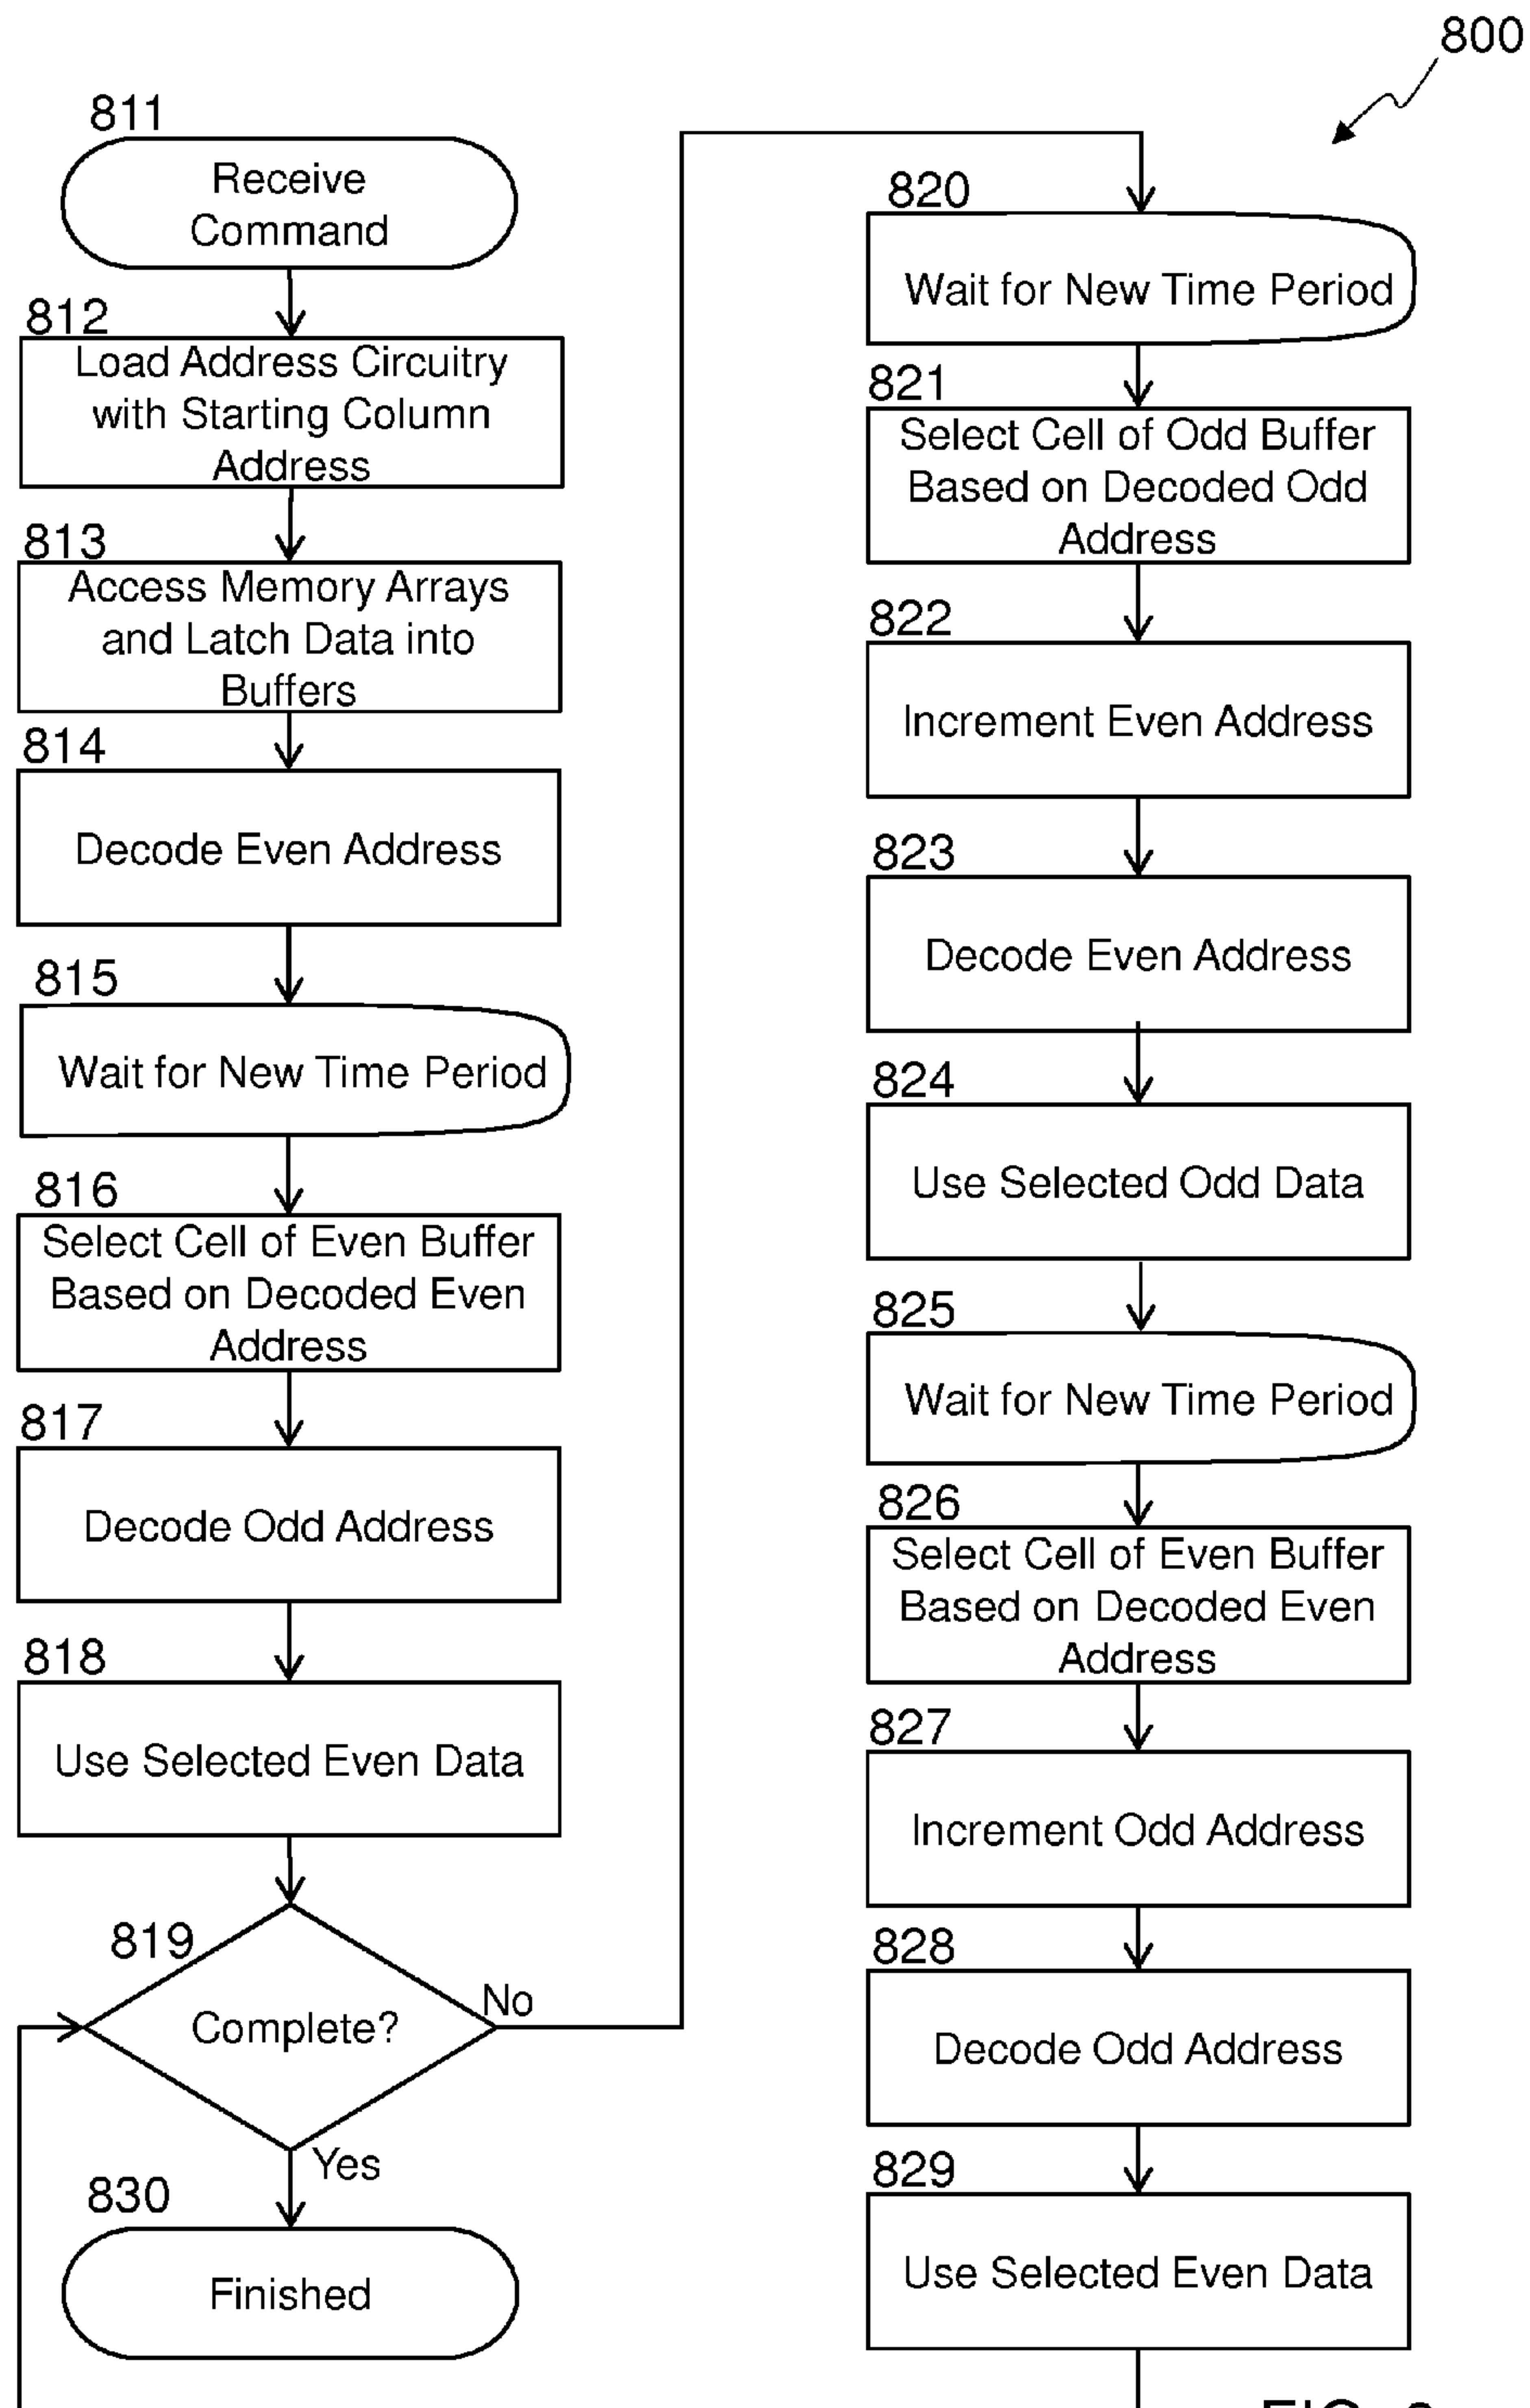 800
811
Receive
Command
812
Load Address Circuitry
with Starting Column
Address
813
Access Memory Arrays
and Latch Data into
Buffers
814
Decode Even Address
815
Wait for New Time Period
816
Select Cell of Even Buffer
Based on Decoded Even
Address
817
Decode Odd Address
818
Use Selected Even Data
819
Complete?
No
Yes
830
Finished
820
Wait for New Time Period
821
Select Cell of Odd Buffer
Based on Decoded Odd
Address
822
Increment Even Address
823
Decode Even Address
824
Use Selected Odd Data
825
Wait for New Time Period
826
Select Cell of Even Buffer
Based on Decoded Even
Address
827
Increment Odd Address
828
Decode Odd Address
829
Use Selected Even Data